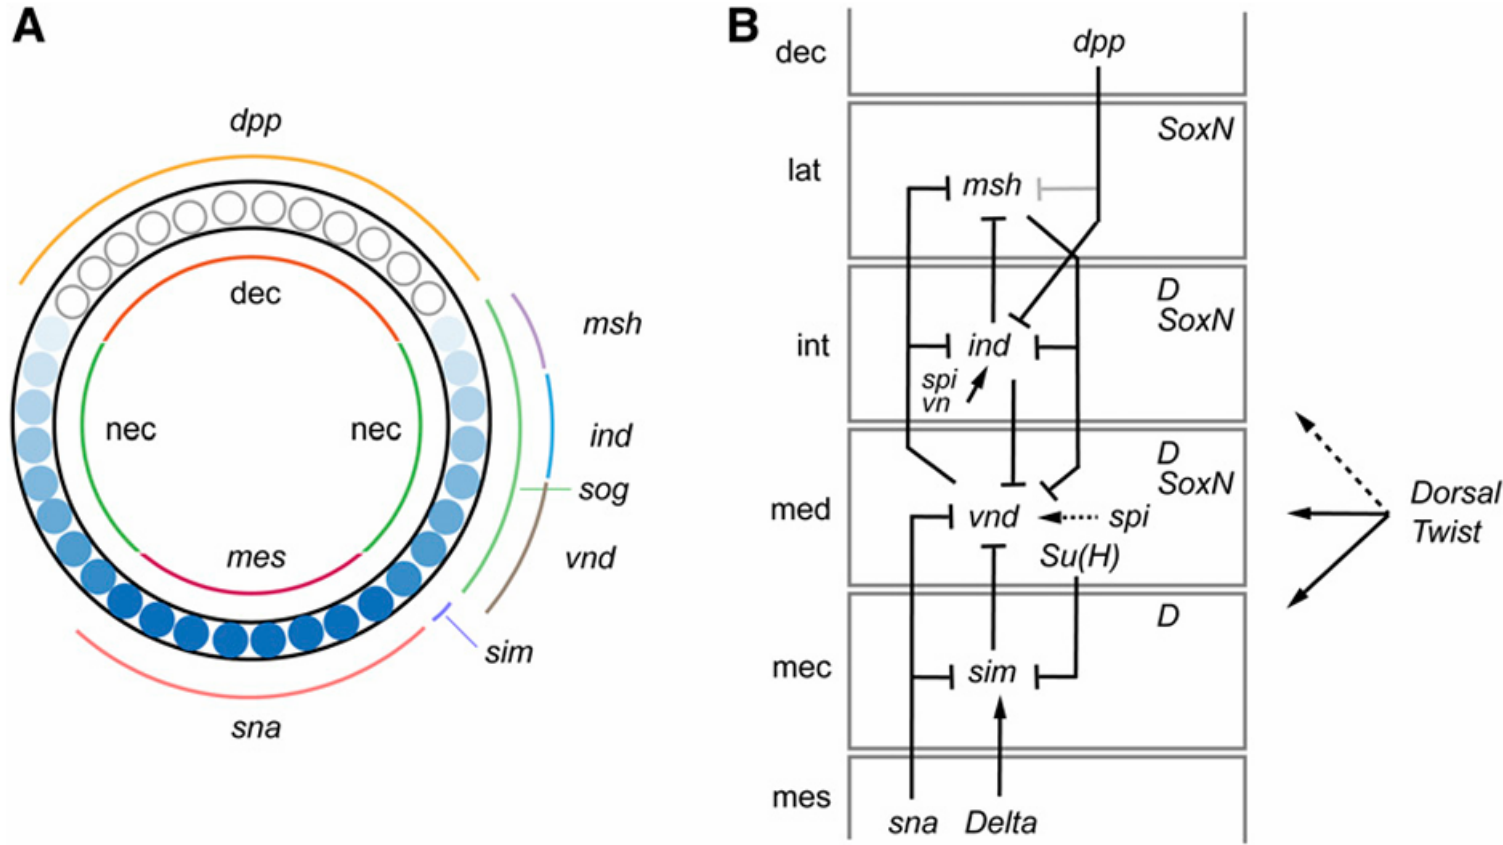 A
dpp
dec
msh
nec
nec
ind
sog
mes
vnd
sim
sna
B
dec
dpp
lat
SoxN
msh
int
D
SoxN
ind
spi
vn
med
D
SoxN
vnd
spi
Su(H)
Dorsal
Twist
mec
D
sim
mes
sna
Delta